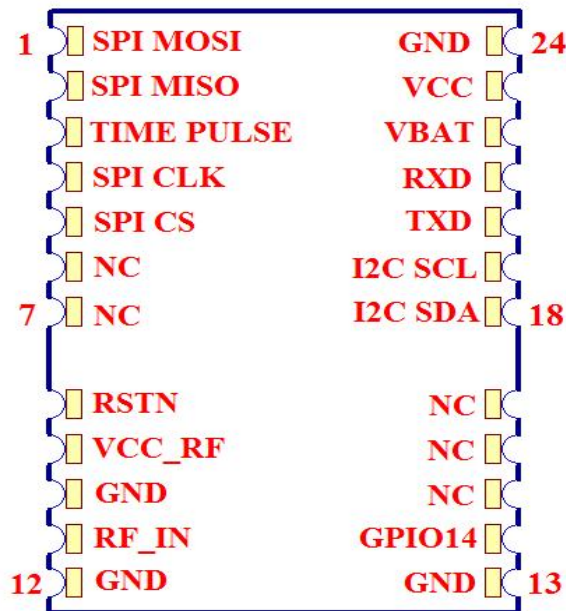 1 SPI MOSI GND 24
SPI MISO VCC
TIME PULSE VBAT
SPI CLK RXD
SPI CS TXD
NC I2C SCL
7 NC I2C SDA 18
RSTN NC
VCC_RF NC
GND NC
RF_IN GPIO14
12 GND GND 13